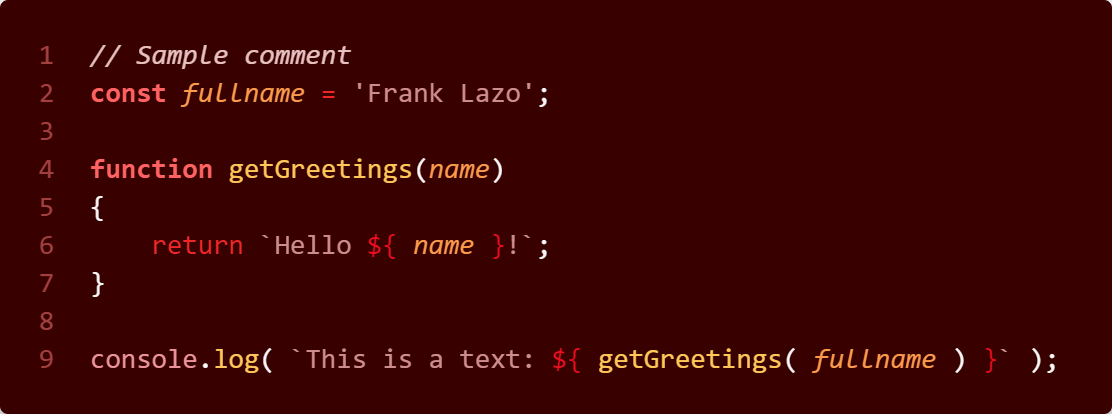 1 // Sample comment
2 const fullname = 'Frank Lazo';
3
4 function getGreetings(name)
5 {
6     return `Hello ${ name }!`;
7 }
8
9 console.log( `This is a text: ${ getGreetings( fullname ) }` );